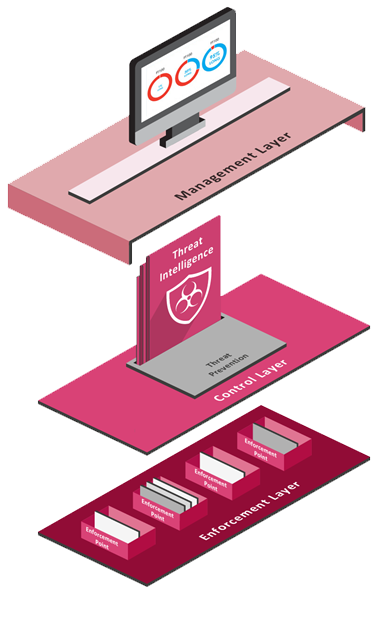 Management Layer
Threat
Intelligence
Threat
Prevention
Control Layer
Enforcement
Point
Enforcement
Point
Enforcement
Point
Enforcement
Point
Enforcement Layer